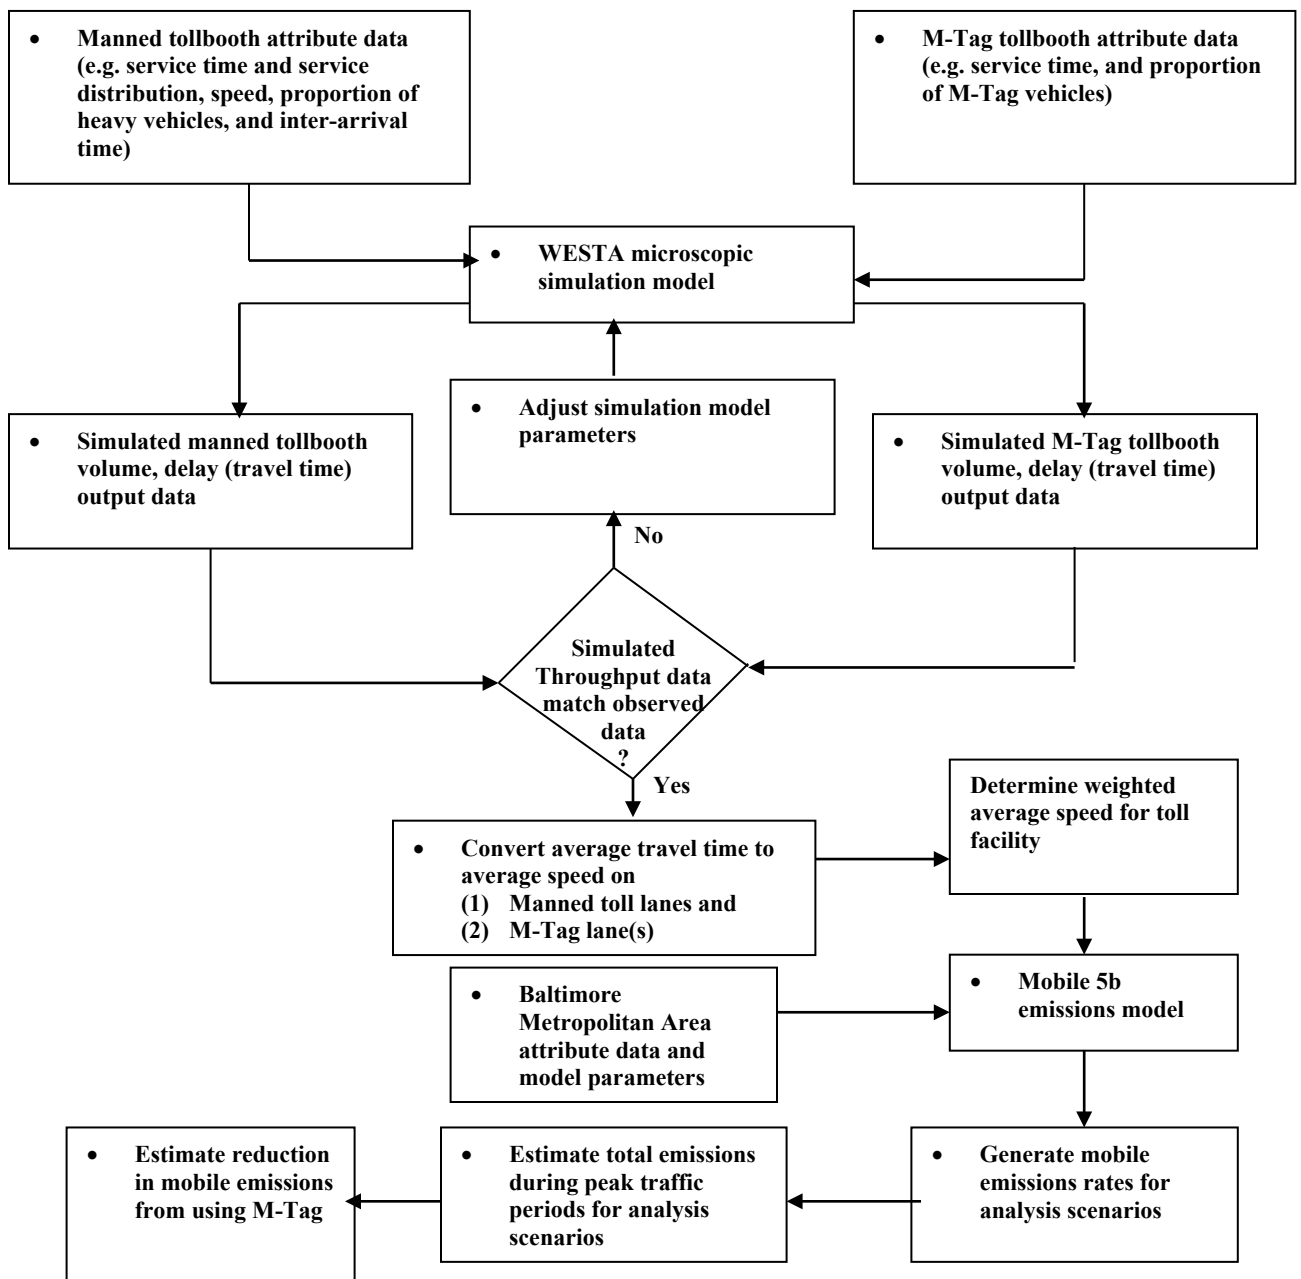 • Manned tollbooth attribute data
(e.g. service time and service
distribution, speed, proportion of
heavy vehicles, and inter-arrival
time)
• M-Tag tollbooth attribute data
(e.g. service time, and proportion
of M-Tag vehicles)
• WESTA microscopic
simulation model
• Adjust simulation model
parameters
• Simulated manned tollbooth
volume, delay (travel time)
output data
• Simulated M-Tag tollbooth
volume, delay (travel time)
output data
No
Simulated
Throughput data
match observed
data
?
Yes
• Convert average travel time to
average speed on
(1) Manned toll lanes and
(2) M-Tag lane(s)
Determine weighted
average speed for toll
facility
• Baltimore
Metropolitan Area
attribute data and
model parameters
• Mobile 5b
emissions model
• Generate mobile
emissions rates for
analysis scenarios
• Estimate total emissions
during peak traffic
periods for analysis
scenarios
• Estimate reduction
in mobile emissions
from using M-Tag